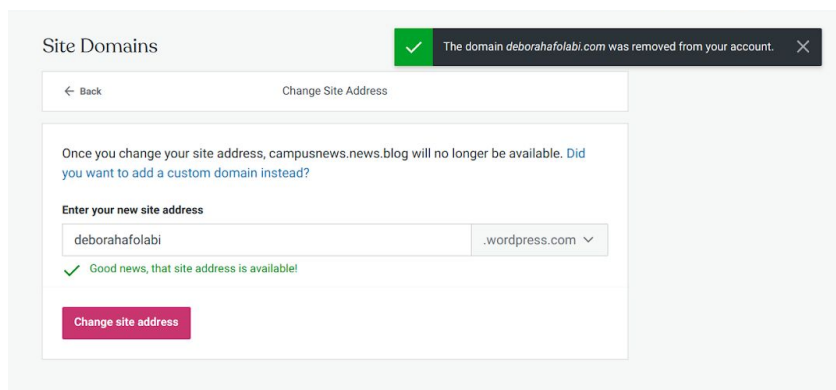 Site Domains
The domain deborahafolabi.com was removed from your account.
Back
Change Site Address
Once you change your site address, campusnews.news.blog will no longer be available. Did
you want to add a custom domain instead?
Enter your new site address
deborahafolabi
.wordpress.com
Good news, that site address is available!
Change site address